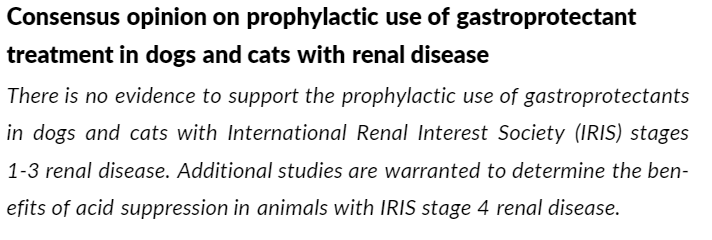 Consensus opinion on prophylactic use of gastroprotectant
treatment in dogs and cats with renal disease
There is no evidence to support the prophylactic use of gastroprotectants
in dogs and cats with International Renal Interest Society (IRIS) stages
1-3 renal disease. Additional studies are warranted to determine the ben-
efits of acid suppression in animals with IRIS stage 4 renal disease.